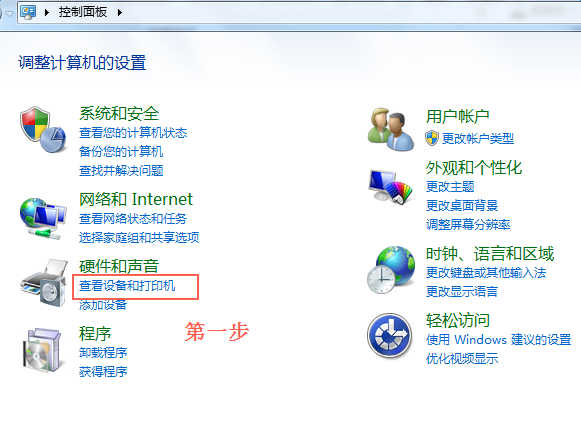 控制面板
调整计算机的设置
系统和安全
查看您的计算机状态
备份您的计算机
查找并解决问题
网络和 Internet
查看网络状态和任务
选择家庭组和共享选项
硬件和声音
查看设备和打印机
添加设备
第一步
程序
卸载程序
获得程序
用户帐户
更改帐户类型
外观和个性化
更改主题
更改桌面背景
调整屏幕分辨率
时钟、语言和区域
更改键盘或其他输入法
更改显示语言
轻松访问
使用 Windows 建议的设置
优化视频显示